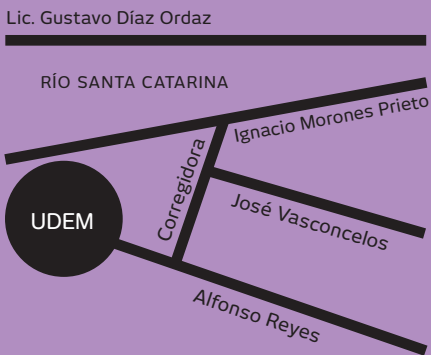 Lic. Gustavo Díaz Ordaz
RÍO SANTA CATARINA
Ignacio Morones Prieto
Corregidora
José Vasconcelos
UDEM
Alfonso Reyes